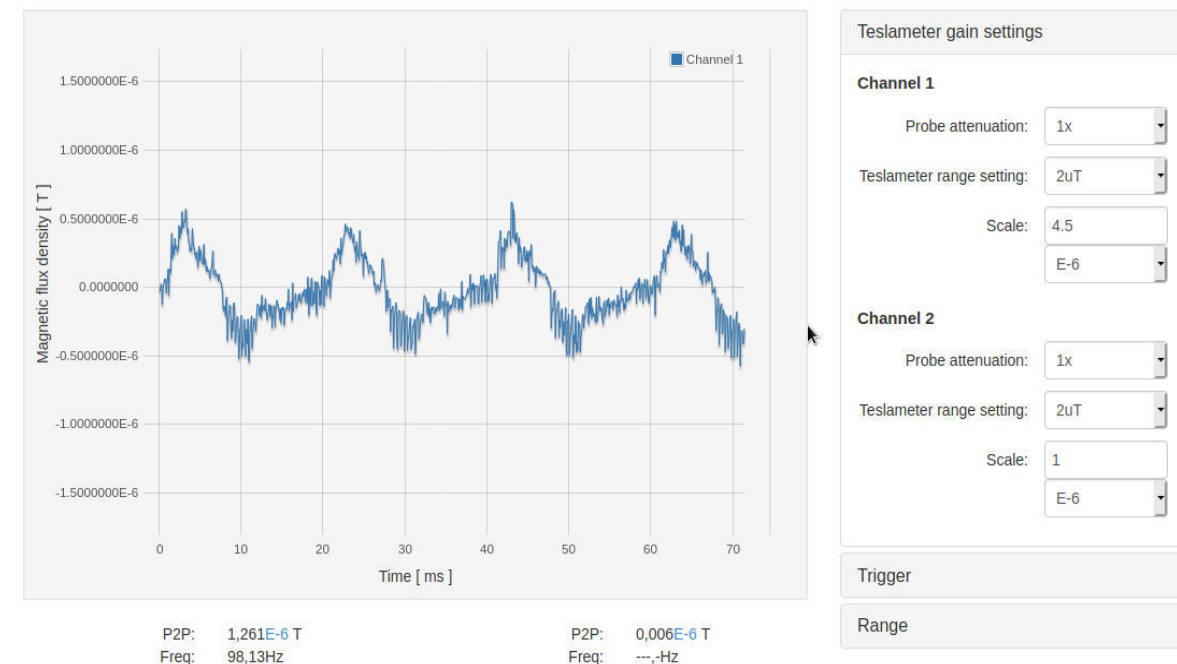 Channel 1
1.5000000E-6
1.0000000E-6
0.5000000E-6
0.0000000
-0.5000000E-6
-1.0000000E-6
-1.5000000E-6
Magnetic flux density [ T ]
0 10 20 30 40 50 60 70
Time [ ms ]
P2P: 1,261E-6 T
Freq: 98,13Hz
P2P: 0,006E-6 T
Freq: ---,-Hz
Teslameter gain settings
Channel 1
Probe attenuation: 1x
Teslameter range setting: 2uT
Scale: 4.5
E-6
Channel 2
Probe attenuation: 1x
Teslameter range setting: 2uT
Scale: 1
E-6
Trigger
Range